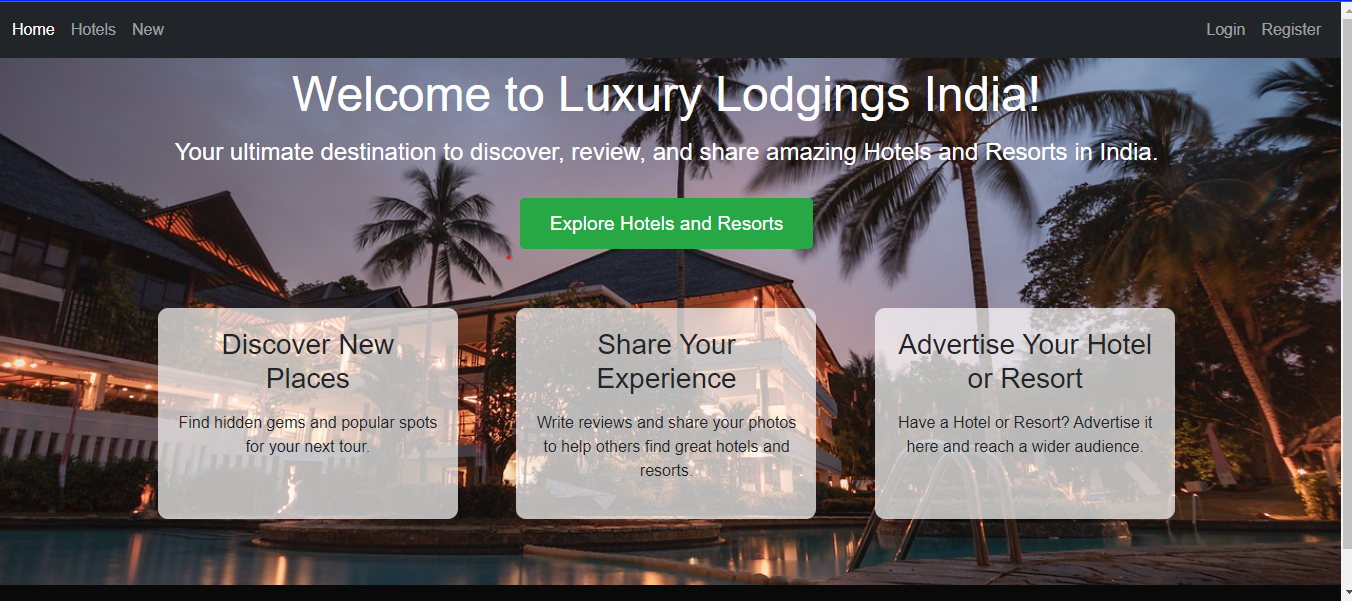 Home Hotels New Login Register
Welcome to Luxury Lodgings India!
Your ultimate destination to discover, review, and share amazing Hotels and Resorts in India.
Explore Hotels and Resorts
Discover New
Places
Find hidden gems and popular spots
for your next tour.
Share Your
Experience
Write reviews and share your photos
to help others find great hotels and
resorts.
Advertise Your Hotel
or Resort
Have a Hotel or Resort? Advertise it
here and reach a wider audience.